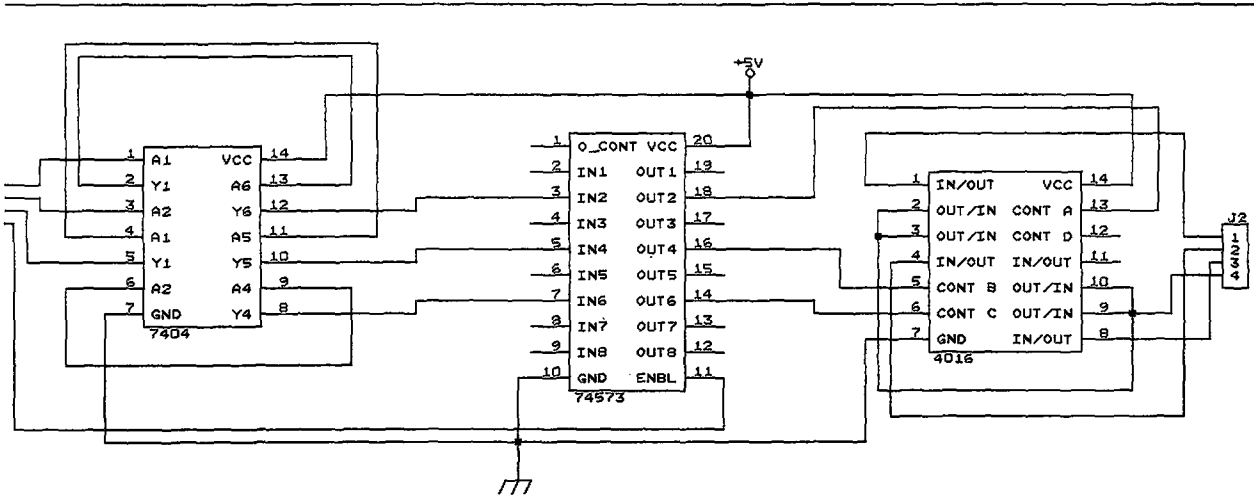 +5V
1 A1 VCC 14
2 Y1 A6 13
3 A2 Y6 12
4 A1 A5 11
5 Y1 Y5 10
6 A2 A4 9
7 GND Y4 8
7404
1 O_CONT VCC 20
2 IN1 OUT1 19
3 IN2 OUT2 18
4 IN3 OUT3 17
5 IN4 OUT4 16
6 IN5 OUT5 15
7 IN6 OUT6 14
8 IN7 OUT7 13
9 IN8 OUT8 12
10 GND ENBL 11
74573
1 IN/OUT VCC 14
2 OUT/IN CONT A 13
3 OUT/IN CONT D 12
4 IN/OUT IN/OUT 11
5 CONT B OUT/IN 10
6 CONT C OUT/IN 9
7 GND IN/OUT 8
4016
J2
1
2
3
4